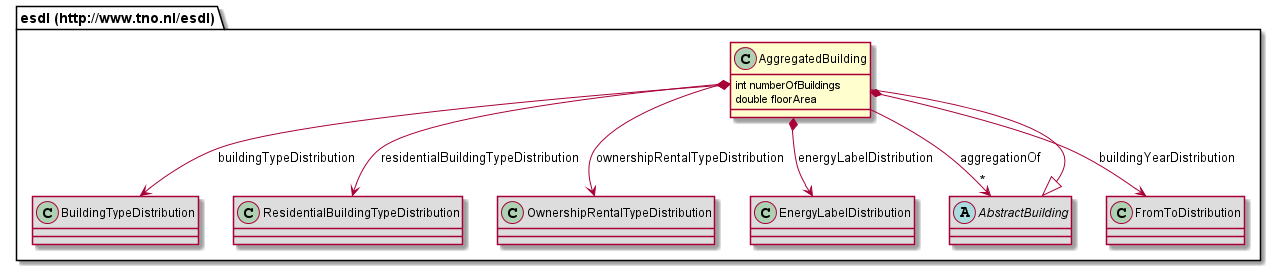 esdl (http://www.tno.nl/esdl)
C AggregatedBuilding
int numberOfBuildings
double floorArea
buildingTypeDistribution
residentialBuildingTypeDistribution
ownershipRentalTypeDistribution
energyLabelDistribution
aggregationOf
*
buildingYearDistribution
C BuildingTypeDistribution
C ResidentialBuildingTypeDistribution
C OwnershipRentalTypeDistribution
C EnergyLabelDistribution
A AbstractBuilding
C FromToDistribution